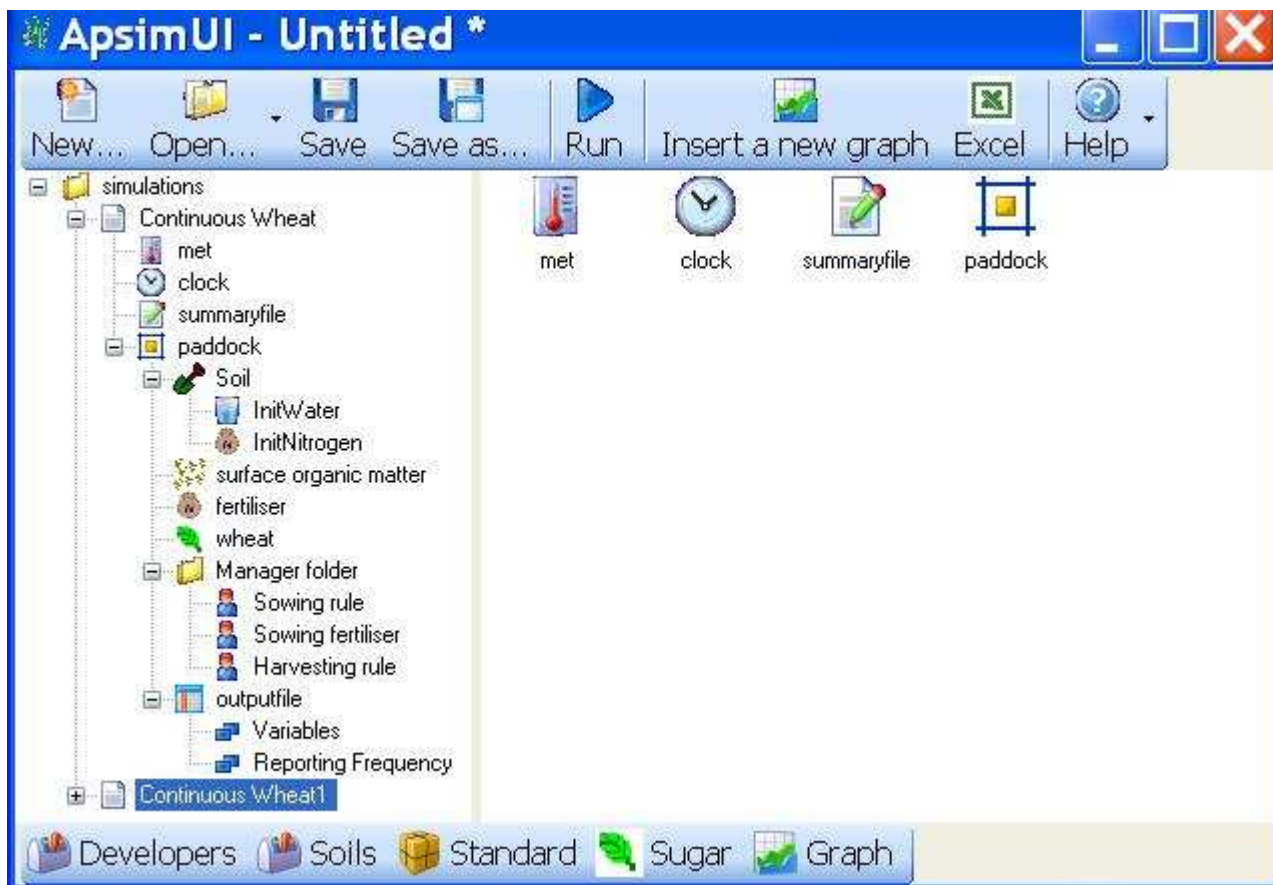 ApsimUI - Untitled *
New... Open... Save Save as... Run Insert a new graph Excel Help
simulations
Continuous Wheat
met
clock
summaryfile
paddock
Soil
InitWater
InitNitrogen
surface organic matter
fertiliser
wheat
Manager folder
Sowing rule
Sowing fertiliser
Harvesting rule
outputfile
Variables
Reporting Frequency
Continuous Wheat1
met clock summaryfile paddock
Developers Soils Standard Sugar Graph